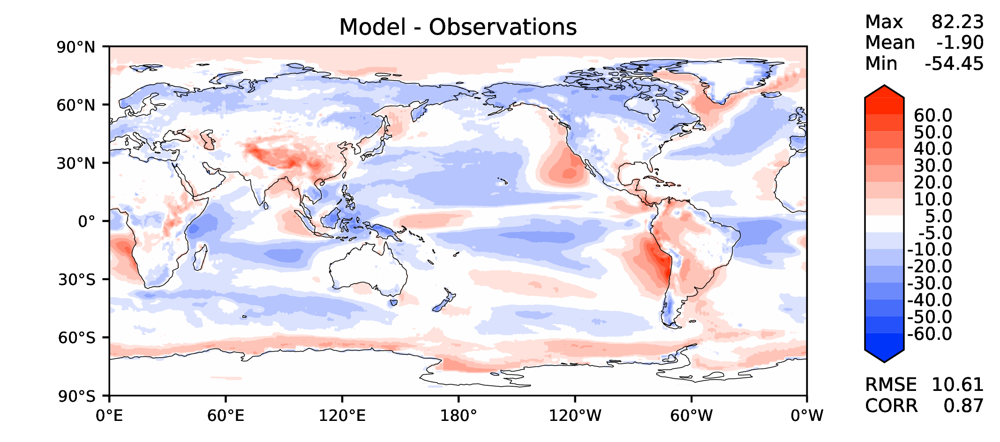 Model - Observations
Max 82.23
Mean -1.90
Min -54.45
90°N
60°N
30°N
0°
30°S
60°S
90°S
0°E
60°E
120°E
180°
120°W
60°W
0°W
60.0
50.0
40.0
30.0
20.0
10.0
5.0
-5.0
-10.0
-20.0
-30.0
-40.0
-50.0
-60.0
RMSE 10.61
CORR 0.87